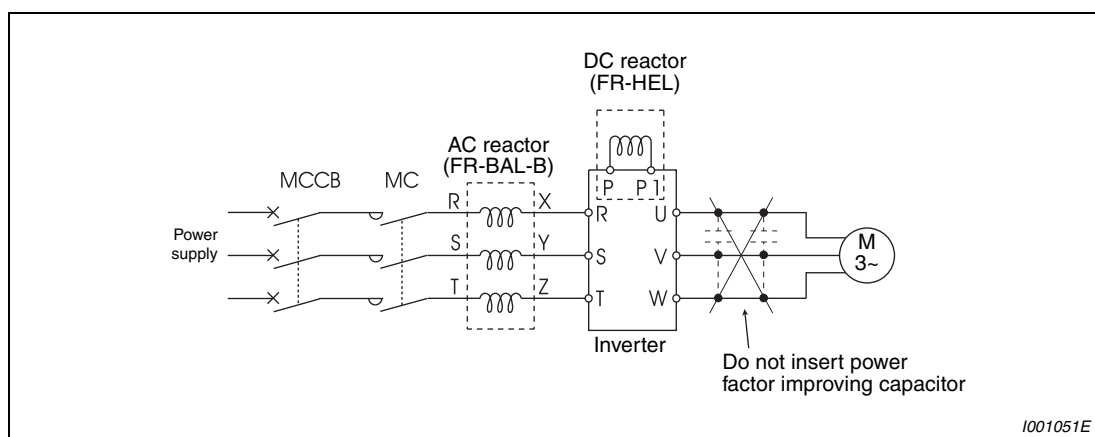 DC reactor
(FR-HEL)
AC reactor
(FR-BAL-B)
MCCB
MC
P
P1
R
X
R
U
Power
supply
S
Y
S
V
M
3~
T
Z
T
W
Inverter
Do not insert power
factor improving capacitor
I001051E